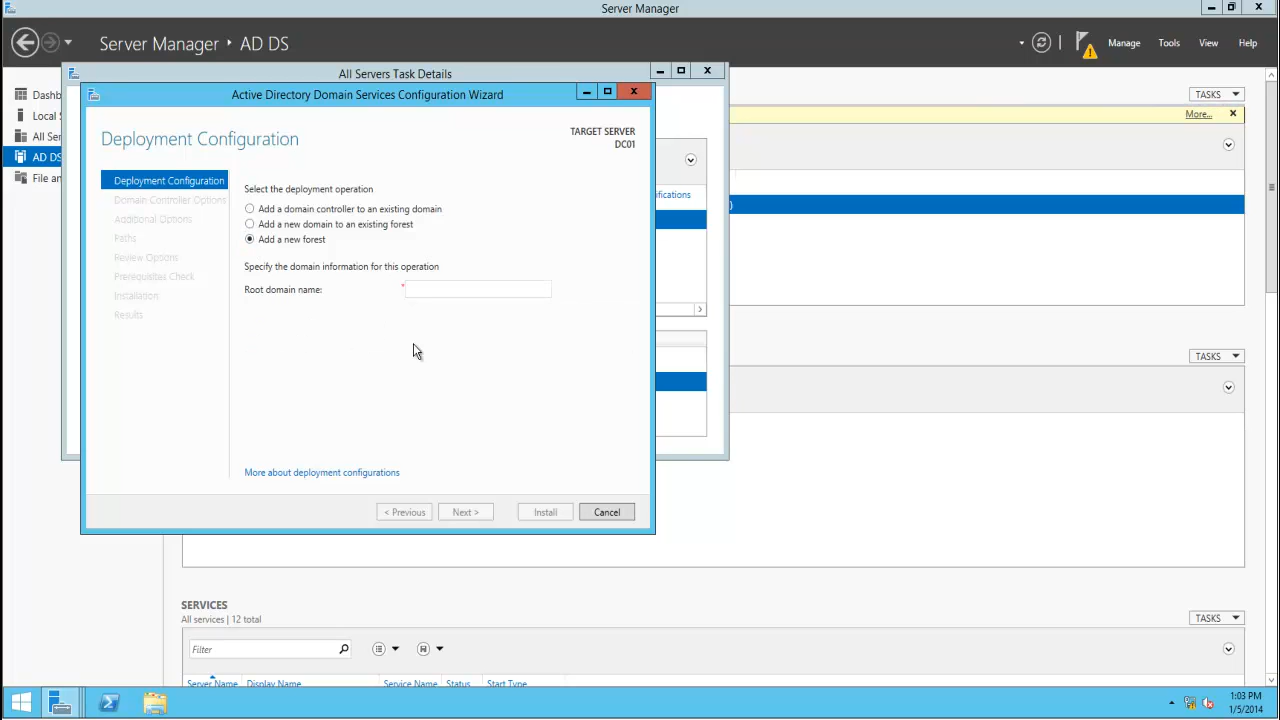 Server Manager
Server Manager ‣ AD DS
Manage Tools View Help
Dashb
Local S
All Ser
AD DS
File an
All Servers Task Details
Active Directory Domain Services Configuration Wizard
Deployment Configuration
TARGET SERVER
DC01
Deployment Configuration
Domain Controller Options
Additional Options
Paths
Review Options
Prerequisites Check
Installation
Results
Select the deployment operation
Add a domain controller to an existing domain
Add a new domain to an existing forest
Add a new forest
Specify the domain information for this operation
Root domain name: *
More about deployment configurations
< Previous Next > Install Cancel
ifications
TASKS
More...
TASKS
SERVICES
All services | 12 total
TASKS
Filter
Server Name Display Name Service Name Status Start Type
1:03 PM
1/5/2014